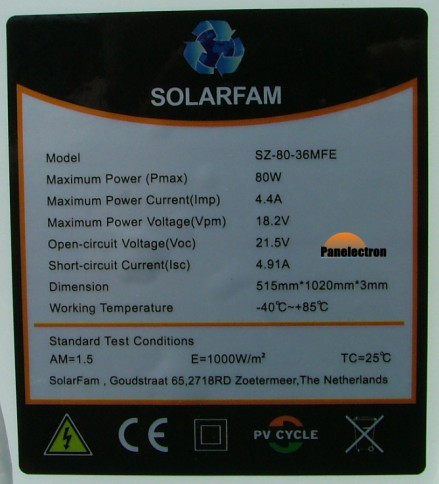 SOLARFAM
Model SZ-80-36MFE
Maximum Power (Pmax) 80W
Maximum Power Current(Imp) 4.4A
Maximum Power Voltage(Vpm) 18.2V
Open-circuit Voltage(Voc) 21.5V
Panelectron
Short-circuit Current(Isc) 4.91A
Dimension 515mm*1020mm*3mm
Working Temperature -40℃~+85℃
Standard Test Conditions
AM=1.5 E=1000W/m² TC=25℃
SolarFam , Goudstraat 65,2718RD Zoetermeer,The Netherlands
CE PV CYCLE